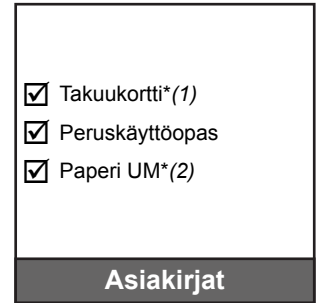 Takuukortti*(1)
Peruskäyttöopas
Paperi UM*(2)
Asiakirjat